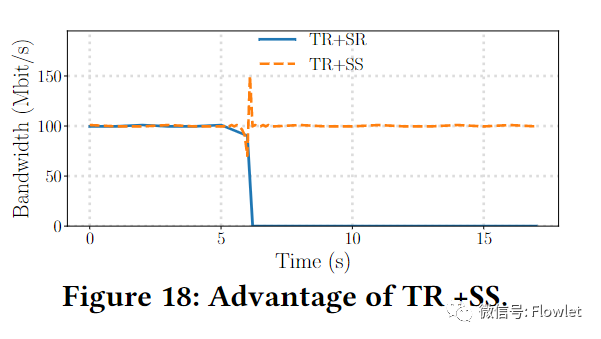 TR+SR
TR+SS
Bandwidth (Mbit/s)
150
100
50
0
0 5 10 15
Time (s)
Figure 18: Advantage of TR +SS.
微信号: Flowlet